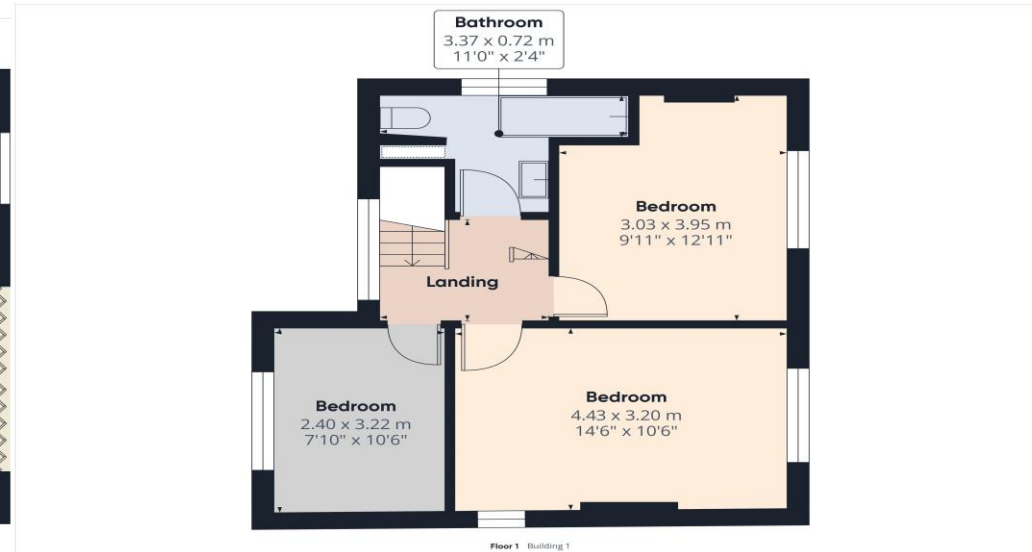 Bathroom
3.37 x 0.72 m
11'0" x 2'4"
Bedroom
3.03 x 3.95 m
9'11" x 12'11"
Landing
Bedroom
2.40 x 3.22 m
7'10" x 10'6"
Bedroom
4.43 x 3.20 m
14'6" x 10'6"
Floor 1 Building 1